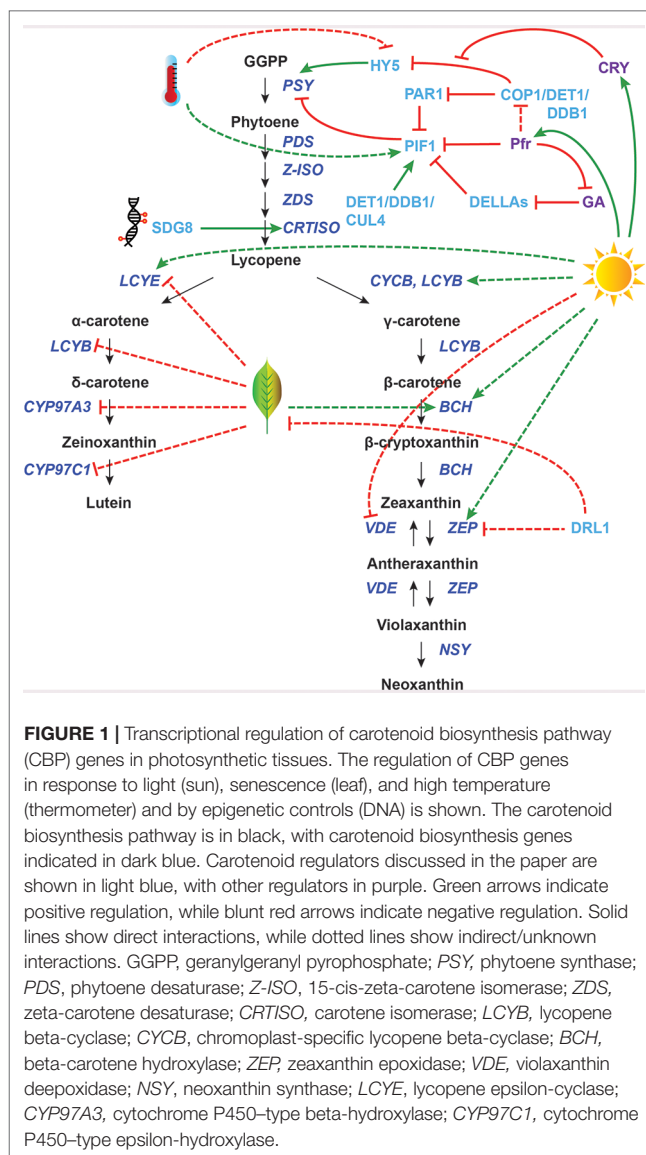 GGPP
HY5
CRY
PSY
PAR1
COP1/DET1/
DDB1
Phytoene
PDS
PIF1
Pfr
Z-ISO
ZDS
DET1/DDB1/
CUL4
DELLAs
GA
SDG8
CRTISO
Lycopene
LCYE
CYCB, LCYB
α-carotene
γ-carotene
LCYB
LCYB
δ-carotene
β-carotene
CYP97A3
BCH
Zeinoxanthin
β-cryptoxanthin
CYP97C1
BCH
Lutein
Zeaxanthin
VDE
ZEP
DRL1
Antheraxanthin
VDE
ZEP
Violaxanthin
NSY
Neoxanthin
FIGURE 1 | Transcriptional regulation of carotenoid biosynthesis pathway
(CBP) genes in photosynthetic tissues. The regulation of CBP genes
in response to light (sun), senescence (leaf), and high temperature
(thermometer) and by epigenetic controls (DNA) is shown. The carotenoid
biosynthesis pathway is in black, with carotenoid biosynthesis genes
indicated in dark blue. Carotenoid regulators discussed in the paper are
shown in light blue, with other regulators in purple. Green arrows indicate
positive regulation, while blunt red arrows indicate negative regulation. Solid
lines show direct interactions, while dotted lines show indirect/unknown
interactions. GGPP, geranylgeranyl pyrophosphate; PSY, phytoene synthase;
PDS, phytoene desaturase; Z-ISO, 15-cis-zeta-carotene isomerase; ZDS,
zeta-carotene desaturase; CRTISO, carotene isomerase; LCYB, lycopene
beta-cyclase; CYCB, chromoplast-specific lycopene beta-cyclase; BCH,
beta-carotene hydroxylase; ZEP, zeaxanthin epoxidase; VDE, violaxanthin
deepoxidase; NSY, neoxanthin synthase; LCYE, lycopene epsilon-cyclase;
CYP97A3, cytochrome P450–type beta-hydroxylase; CYP97C1, cytochrome
P450–type epsilon-hydroxylase.